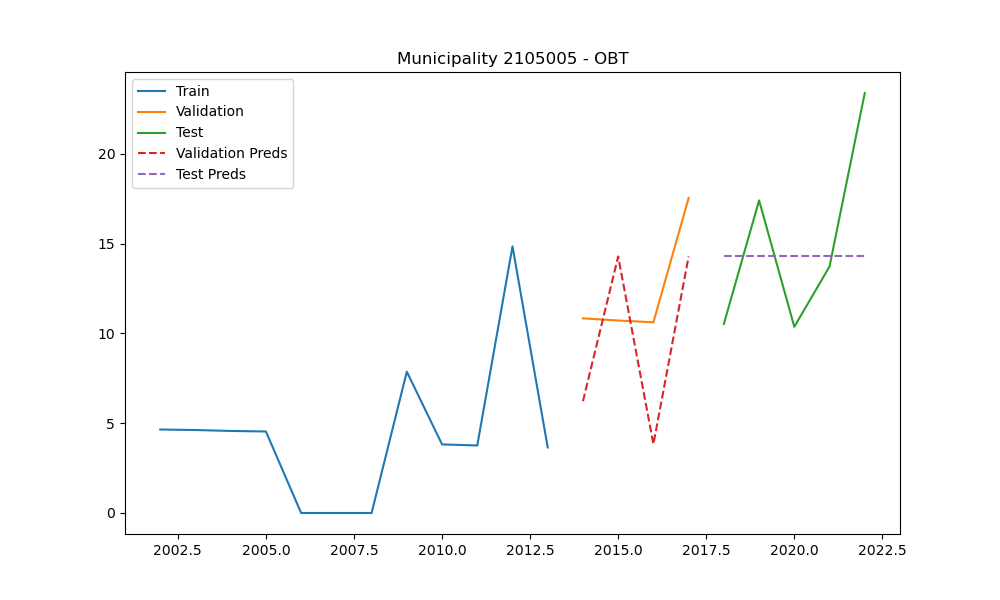 Municipality 2105005 - OBT
Train
Validation
Test
Validation Preds
Test Preds
20
15
10
5
0
2002.5 2005.0 2007.5 2010.0 2012.5 2015.0 2017.5 2020.0 2022.5